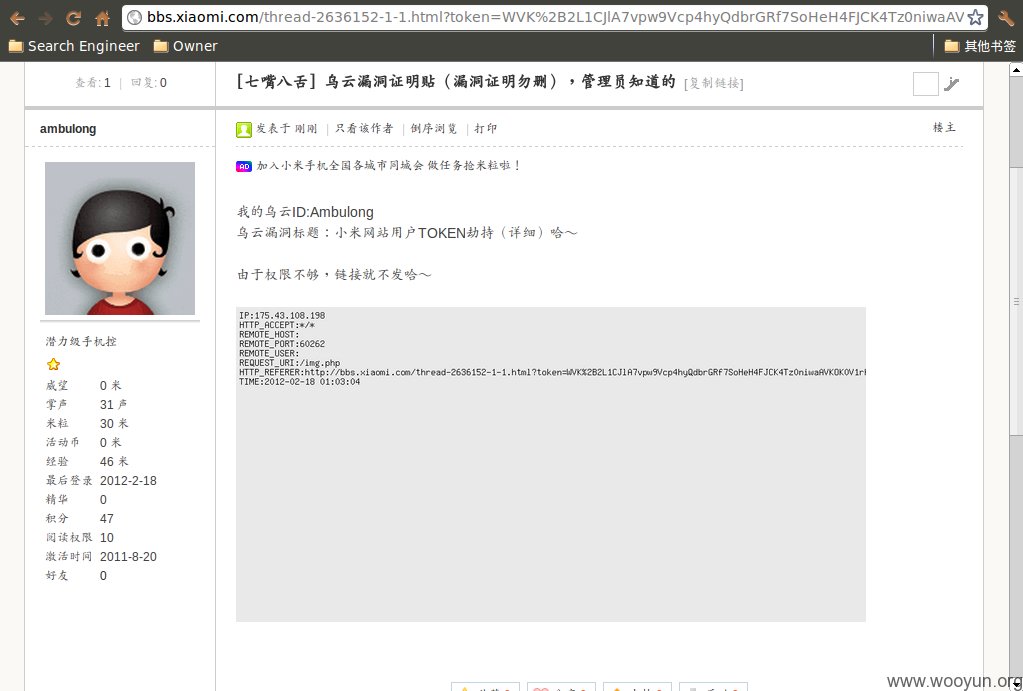 bbs.xiaomi.com/thread-2636152-1-1.html?token=WVK%2B2L1CJlA7vpw9Vcp4hyQdbrGRf7SoHeH4FJCK4Tz0niwaAV
Search Engineer Owner 其他书签
查看: 1 | 回复: 0
[七嘴八舌] 乌云漏洞证明贴（漏洞证明勿删），管理员知道的 [复制链接]
ambulong
发表于 刚刚 | 只看该作者 | 倒序浏览 | 打印
楼主
AD 加入小米手机全国各城市同城会 做任务抢米粒啦！
我的乌云ID:Ambulong
乌云漏洞标题：小米网站用户TOKEN劫持（详细）哈～
由于权限不够，链接就不发哈～
IP:175.43.108.198
HTTP_ACCEPT:*/*
REMOTE_HOST:
REMOTE_PORT:60262
REMOTE_USER:
REQUEST_URI:/img.php
HTTP_REFERER:http://bbs.xiaomi.com/thread-2636152-1-1.html?token=WVK%2B2L1CJlA7vpw9Vcp4hyQdbrGRf7SoHeH4FJCK4Tz0niwaAVKOKOV1r
TIME:2012-02-18 01:03:04
潜力级手机控
威望 0 米
掌声 31 声
米粒 30 米
活动币 0 米
经验 46 米
最后登录 2012-2-18
精华 0
积分 47
阅读权限 10
激活时间 2011-8-20
好友 0
www.wooyun.org